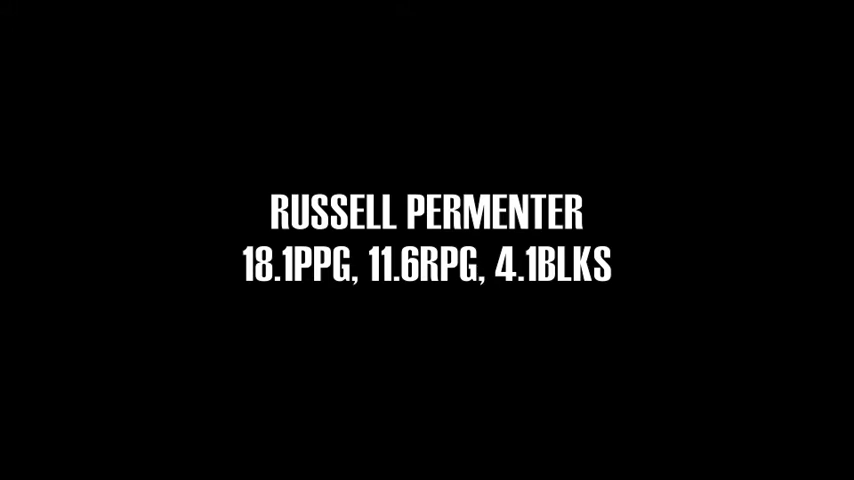 RUSSELL PERMENTER
18.1PPG, 11.6RPG, 4.1BLKS